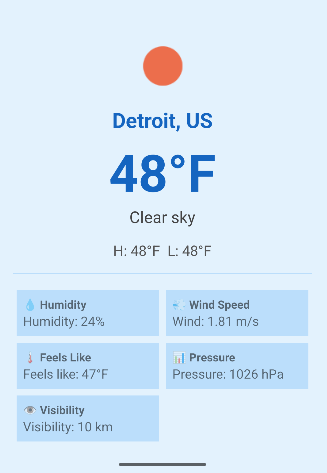 Detroit, US
48°F
Clear sky
H: 48°F L: 48°F
💧 Humidity
Humidity: 24%
💨 Wind Speed
Wind: 1.81 m/s
🌡️ Feels Like
Feels like: 47°F
📊 Pressure
Pressure: 1026 hPa
👁️ Visibility
Visibility: 10 km